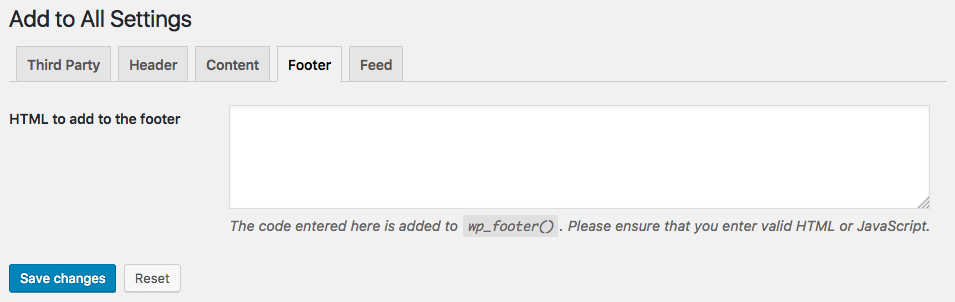 Add to All Settings
Third Party Header Content Footer Feed
HTML to add to the footer
The code entered here is added to wp_footer() . Please ensure that you enter valid HTML or JavaScript.
Save changes Reset